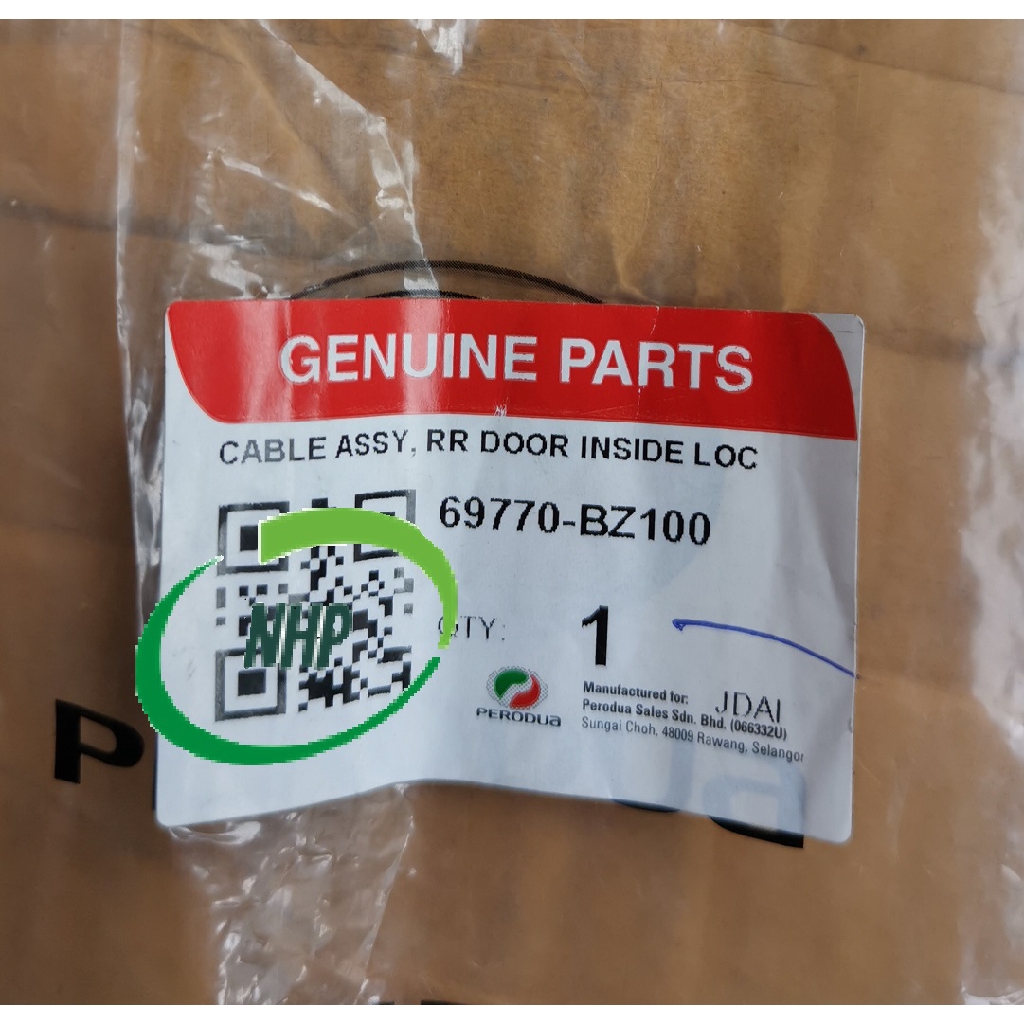 GENUINE PARTS
CABLE ASSY, RR DOOR INSIDE LOC
69770-BZ100
NHP
QTY: 1
PERODUA
Manufactured for: JDAI
Perodua Sales Sdn. Bhd. (066332U)
Sungai Choh, 48009 Rawang, Selangor
P